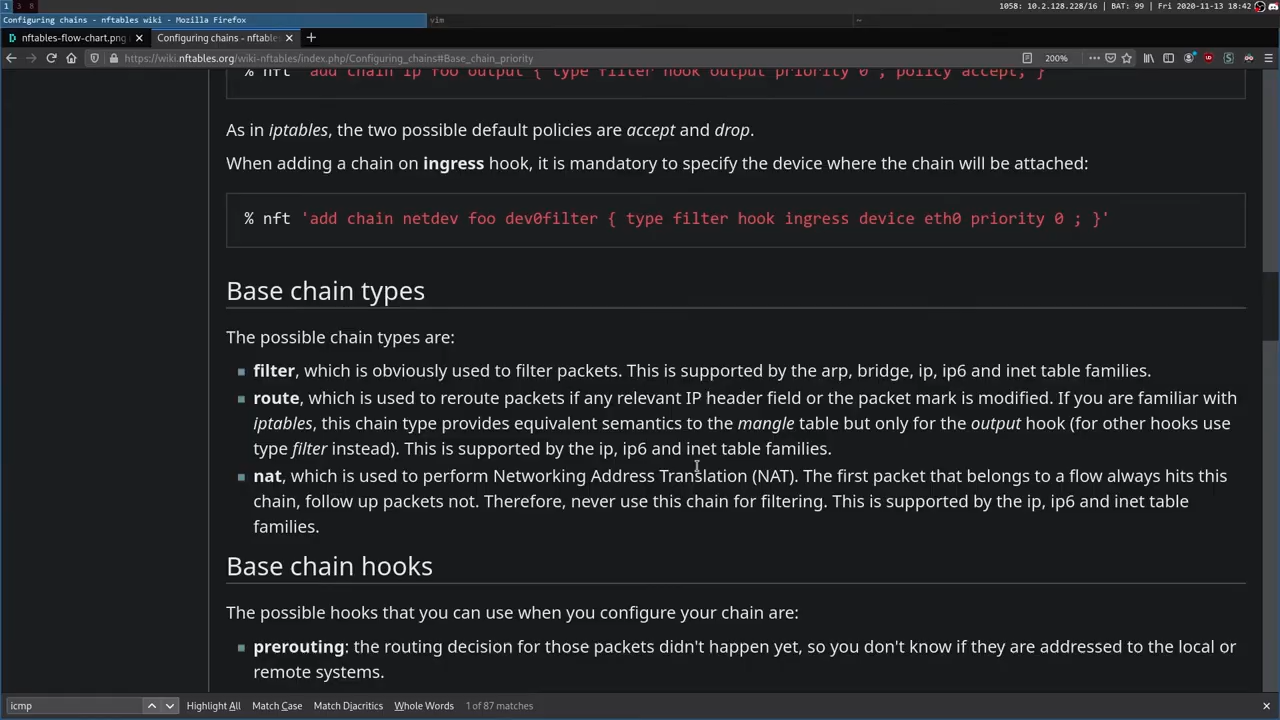 1 3 8
1058: 10.2.128.228/16 | BAT: 99 | Fri 2020-11-13 18:42
Configuring chains - nftables wiki - Mozilla Firefox
vim
~
nftables-flow-chart.png
Configuring chains - nftables
https://wiki.nftables.org/wiki-nftables/index.php/Configuring_chains#Base_chain_priority
200%
% nft 'add chain ip foo output { type filter hook output priority 0 ; policy accept; }'
As in iptables, the two possible default policies are accept and drop.
When adding a chain on ingress hook, it is mandatory to specify the device where the chain will be attached:
% nft 'add chain netdev foo dev0filter { type filter hook ingress device eth0 priority 0 ; }'
Base chain types
The possible chain types are:
filter, which is obviously used to filter packets. This is supported by the arp, bridge, ip, ip6 and inet table families.
route, which is used to reroute packets if any relevant IP header field or the packet mark is modified. If you are familiar with
iptables, this chain type provides equivalent semantics to the mangle table but only for the output hook (for other hooks use
type filter instead). This is supported by the ip, ip6 and inet table families.
nat, which is used to perform Networking Address Translation (NAT). The first packet that belongs to a flow always hits this
chain, follow up packets not. Therefore, never use this chain for filtering. This is supported by the ip, ip6 and inet table
families.
Base chain hooks
The possible hooks that you can use when you configure your chain are:
prerouting: the routing decision for those packets didn't happen yet, so you don't know if they are addressed to the local or
remote systems.
icmp
Highlight All
Match Case
Match Diacritics
Whole Words
1 of 87 matches